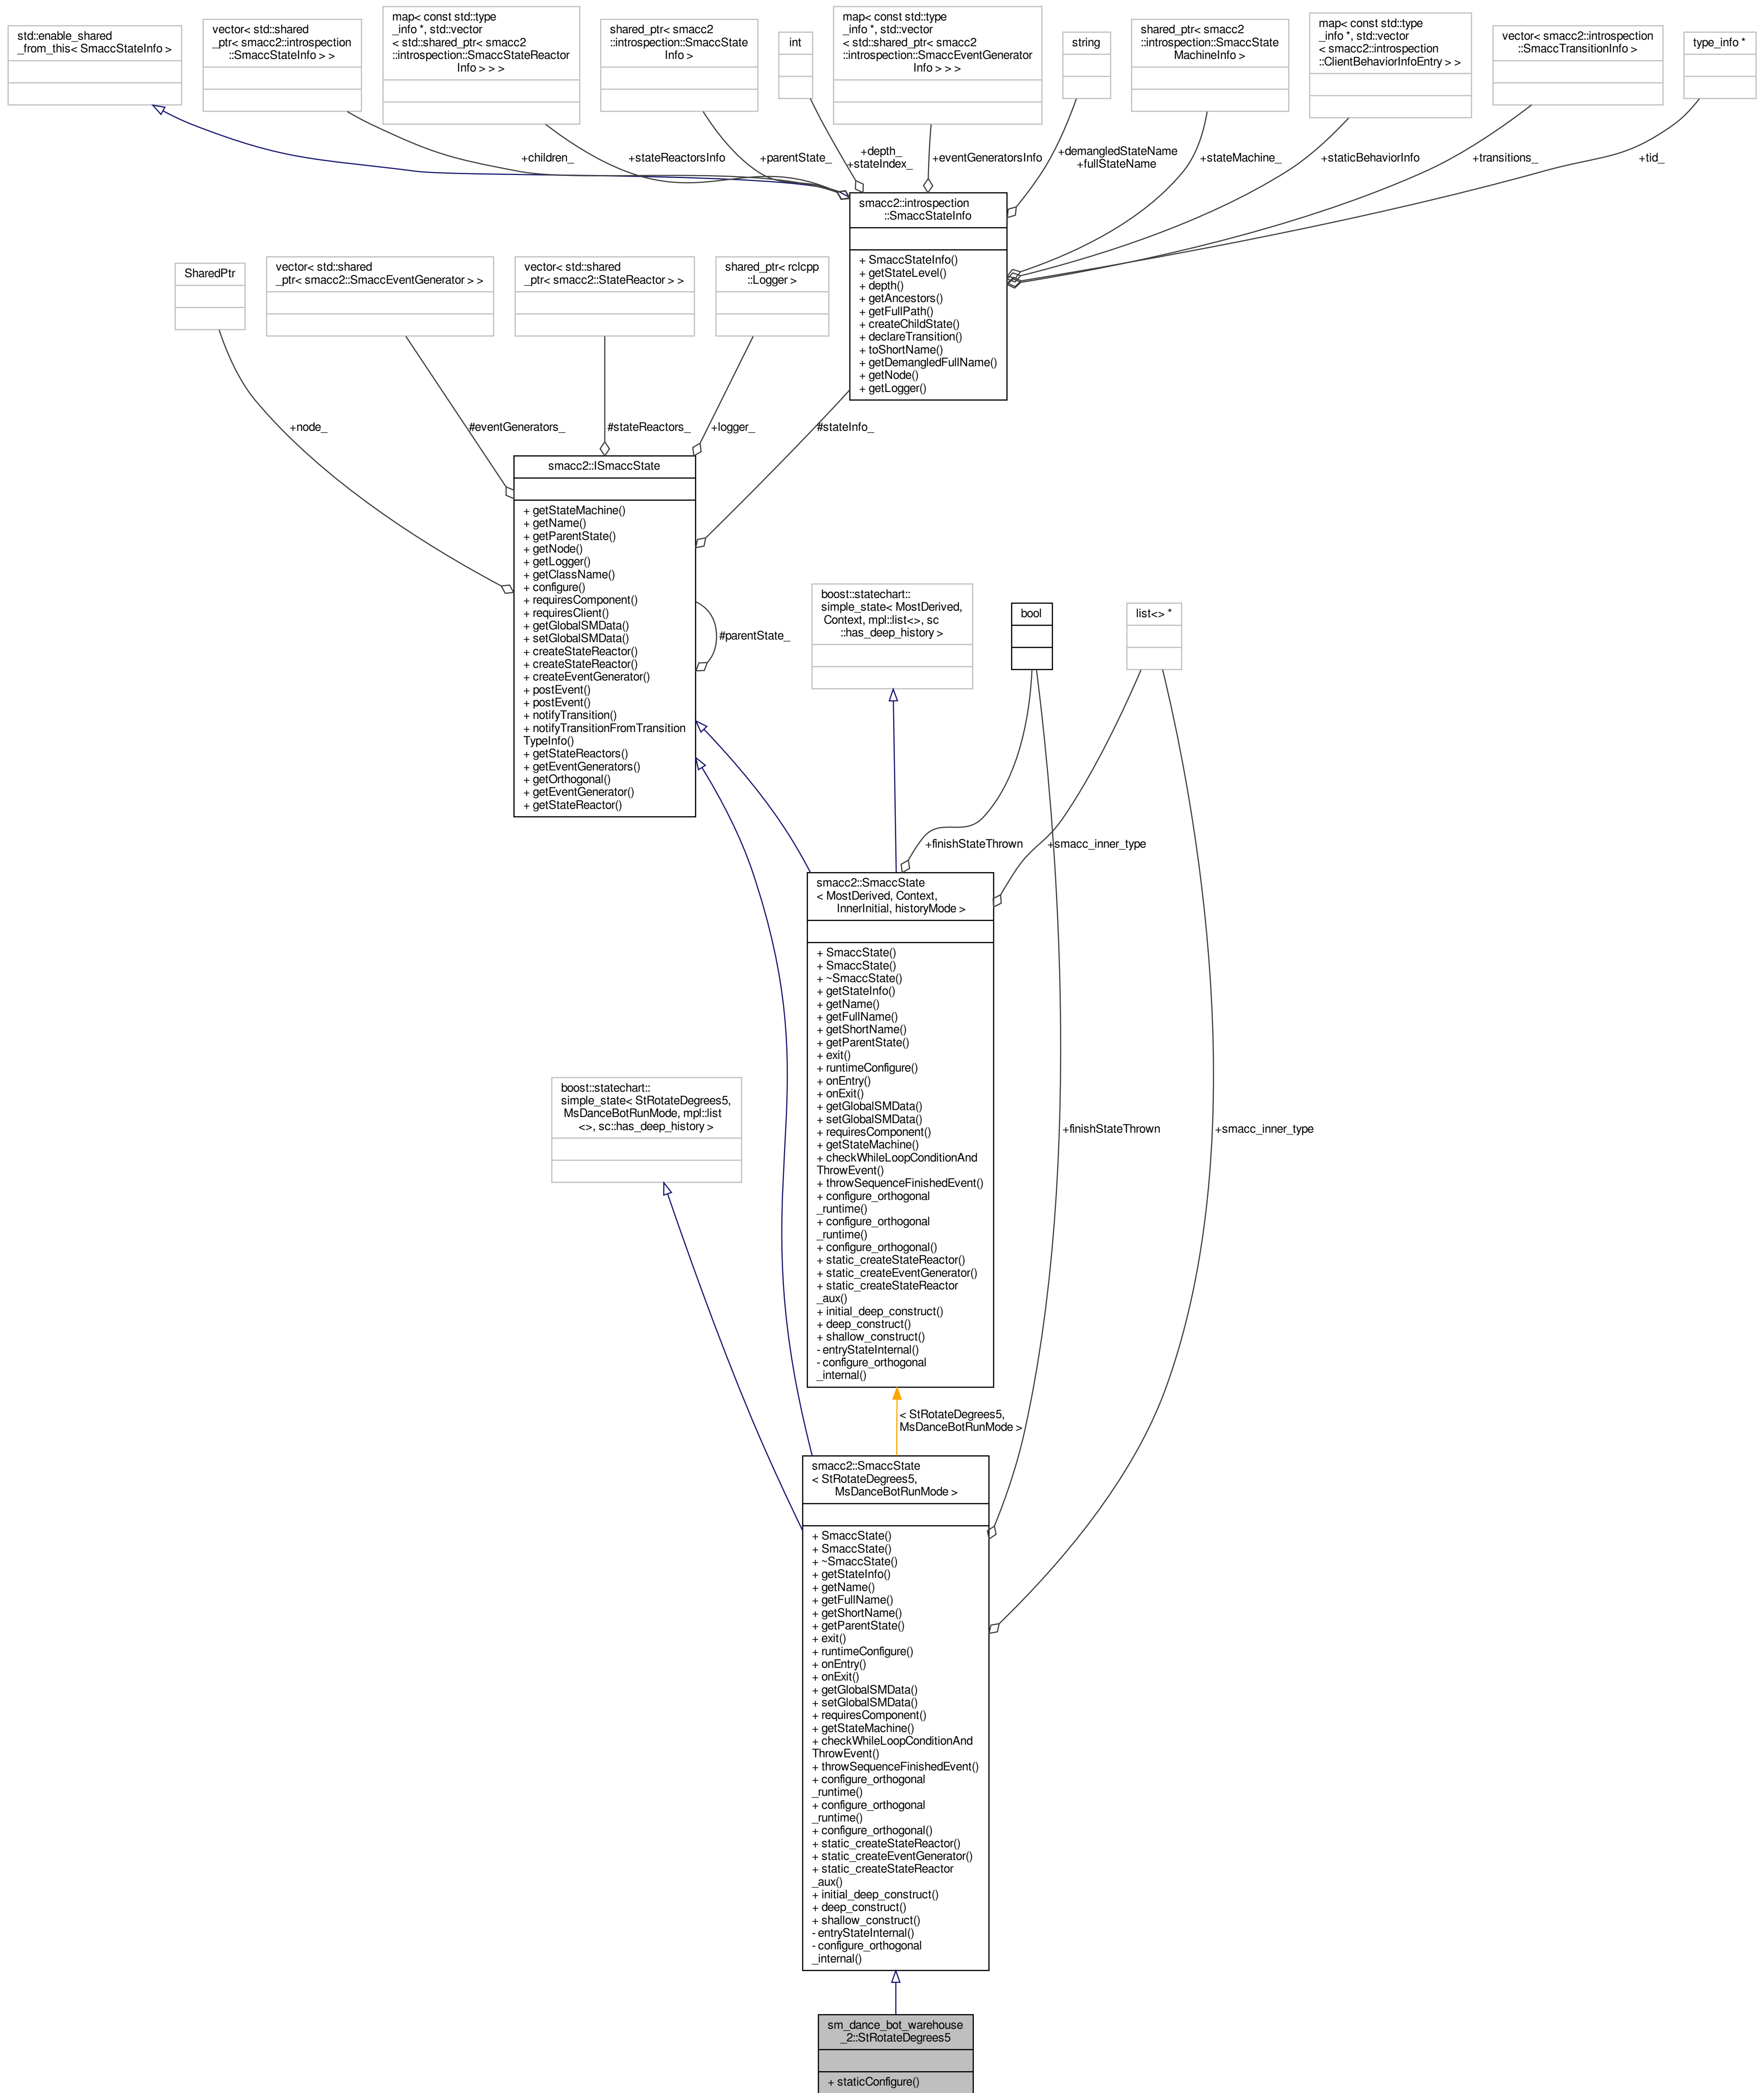 std::enable_shared
_from_this< SmaccStateInfo >
vector< std::shared
_ptr< smacc2::introspection
::SmaccStateInfo > >
map< const std::type
_info *, std::vector
< std::shared_ptr< smacc2
::introspection::SmaccStateReactor
Info > > >
shared_ptr< smacc2
::introspection::SmaccState
Info >
int
map< const std::type
_info *, std::vector
< std::shared_ptr< smacc2
::introspection::SmaccEventGenerator
Info > > >
string
shared_ptr< smacc2
::introspection::SmaccState
MachineInfo >
map< const std::type
_info *, std::vector
< smacc2::introspection
::ClientBehaviorInfoEntry > >
vector< smacc2::introspection
::SmaccTransitionInfo >
type_info *
+children_
+stateReactorsInfo
+parentState_
+depth_
+stateIndex_
+eventGeneratorsInfo
+demangledStateName
+fullStateName
+stateMachine_
+staticBehaviorInfo
+transitions_
+tid_
smacc2::introspection
::SmaccStateInfo
+ SmaccStateInfo()
+ getStateLevel()
+ depth()
+ getAncestors()
+ getFullPath()
+ createChildState()
+ declareTransition()
+ toShortName()
+ getDemangledFullName()
+ getNode()
+ getLogger()
SharedPtr
vector< std::shared
_ptr< smacc2::SmaccEventGenerator > >
vector< std::shared
_ptr< smacc2::StateReactor > >
shared_ptr< rclcpp
::Logger >
+node_
#eventGenerators_
#stateReactors_
+logger_
#stateInfo_
smacc2::ISmaccState
+ getStateMachine()
+ getName()
+ getParentState()
+ getNode()
+ getLogger()
+ getClassName()
+ configure()
+ requiresComponent()
+ requiresClient()
+ getGlobalSMData()
+ setGlobalSMData()
+ createStateReactor()
+ createStateReactor()
+ createEventGenerator()
+ postEvent()
+ postEvent()
+ notifyTransition()
+ notifyTransitionFromTransition
TypeInfo()
+ getStateReactors()
+ getEventGenerators()
+ getOrthogonal()
+ getEventGenerator()
+ getStateReactor()
#parentState_
boost::statechart::
simple_state< MostDerived,
Context, mpl::list<>, sc
::has_deep_history >
bool
list<> *
+finishStateThrown
+smacc_inner_type
smacc2::SmaccState
< MostDerived, Context,
InnerInitial, historyMode >
+ SmaccState()
+ SmaccState()
+ ~SmaccState()
+ getStateInfo()
+ getName()
+ getFullName()
+ getShortName()
+ getParentState()
+ exit()
+ runtimeConfigure()
+ onEntry()
+ onExit()
+ getGlobalSMData()
+ setGlobalSMData()
+ requiresComponent()
+ getStateMachine()
+ checkWhileLoopConditionAnd
ThrowEvent()
+ throwSequenceFinishedEvent()
+ configure_orthogonal
_runtime()
+ configure_orthogonal
_runtime()
+ configure_orthogonal()
+ static_createStateReactor()
+ static_createEventGenerator()
+ static_createStateReactor
_aux()
+ initial_deep_construct()
+ deep_construct()
+ shallow_construct()
- entryStateInternal()
- configure_orthogonal
_internal()
boost::statechart::
simple_state< StRotateDegrees5,
MsDanceBotRunMode, mpl::list
<>, sc::has_deep_history >
+finishStateThrown
+smacc_inner_type
< StRotateDegrees5,
MsDanceBotRunMode >
smacc2::SmaccState
< StRotateDegrees5,
MsDanceBotRunMode >
+ SmaccState()
+ SmaccState()
+ ~SmaccState()
+ getStateInfo()
+ getName()
+ getFullName()
+ getShortName()
+ getParentState()
+ exit()
+ runtimeConfigure()
+ onEntry()
+ onExit()
+ getGlobalSMData()
+ setGlobalSMData()
+ requiresComponent()
+ getStateMachine()
+ checkWhileLoopConditionAnd
ThrowEvent()
+ throwSequenceFinishedEvent()
+ configure_orthogonal
_runtime()
+ configure_orthogonal
_runtime()
+ configure_orthogonal()
+ static_createStateReactor()
+ static_createEventGenerator()
+ static_createStateReactor
_aux()
+ initial_deep_construct()
+ deep_construct()
+ shallow_construct()
- entryStateInternal()
- configure_orthogonal
_internal()
sm_dance_bot_warehouse
_2::StRotateDegrees5
+ staticConfigure()